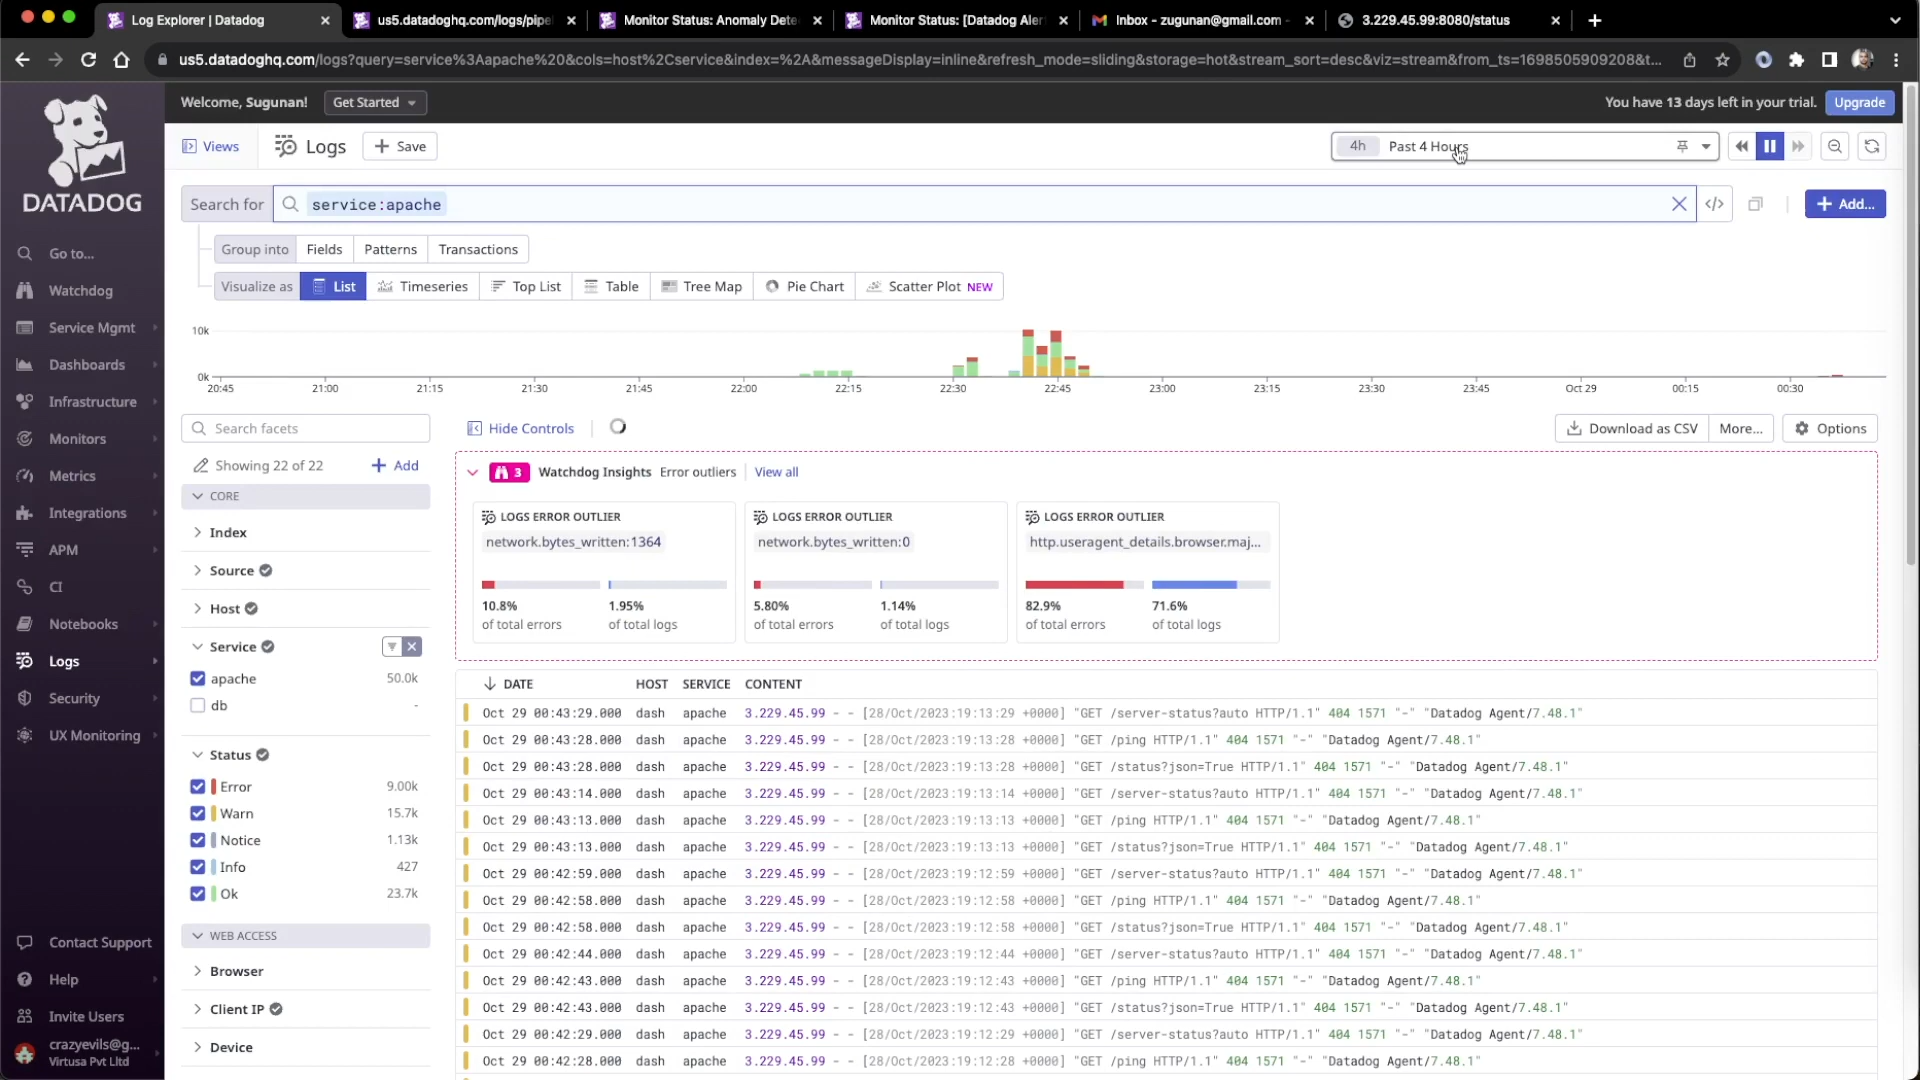 Log Explorer | Datadog
us5.datadoghq.com/logs/pipe
Monitor Status: Anomaly Dete
Monitor Status: [Datadog Aler
Inbox - zugunan@gmail.com -
3.229.45.99:8080/status
us5.datadoghq.com/logs?query=service%3Aapache%20&cols=host%2Cservice&index=%2A&messageDisplay=inline&refresh_mode=sliding&storage=hot&stream_sort=desc&viz=stream&from_ts=1698505909208&t...
Welcome, Sugunan!
Get Started
You have 13 days left in your trial.
Upgrade
DATADOG
Go to...
Watchdog
Service Mgmt
Dashboards
Infrastructure
Monitors
Metrics
Integrations
APM
CI
Notebooks
Logs
Security
UX Monitoring
Contact Support
Help
Invite Users
crazyevils@g...
Virtusa Pvt Ltd
Views
Logs
+ Save
4h Past 4 Hours
Search for service:apache
</>
+ Add...
Group into Fields Patterns Transactions
Visualize as List Timeseries Top List Table Tree Map Pie Chart Scatter Plot NEW
10k
0k
20:45 21:00 21:15 21:30 21:45 22:00 22:15 22:30 22:45 23:00 23:15 23:30 23:45 Oct 29 00:15 00:30
Search facets
Showing 22 of 22
+ Add
CORE
Index
Source
Host
Service
apache 50.0k
db -
Status
Error 9.00k
Warn 15.7k
Notice 1.13k
Info 427
Ok 23.7k
WEB ACCESS
Browser
Client IP
Device
Hide Controls
Download as CSV
More...
Options
3 Watchdog Insights Error outliers View all
LOGS ERROR OUTLIER
network.bytes_written:1364
10.8% 1.95%
of total errors of total logs
LOGS ERROR OUTLIER
network.bytes_written:0
5.80% 1.14%
of total errors of total logs
LOGS ERROR OUTLIER
http.useragent_details.browser.maj...
82.9% 71.6%
of total errors of total logs
DATE HOST SERVICE CONTENT
Oct 29 00:43:29.000 dash apache 3.229.45.99 - - [28/Oct/2023:19:13:29 +0000] "GET /server-status?auto HTTP/1.1" 404 1571 "-" "Datadog Agent/7.48.1"
Oct 29 00:43:28.000 dash apache 3.229.45.99 - - [28/Oct/2023:19:13:28 +0000] "GET /ping HTTP/1.1" 404 1571 "-" "Datadog Agent/7.48.1"
Oct 29 00:43:28.000 dash apache 3.229.45.99 - - [28/Oct/2023:19:13:28 +0000] "GET /status?json=True HTTP/1.1" 404 1571 "-" "Datadog Agent/7.48.1"
Oct 29 00:43:14.000 dash apache 3.229.45.99 - - [28/Oct/2023:19:13:14 +0000] "GET /server-status?auto HTTP/1.1" 404 1571 "-" "Datadog Agent/7.48.1"
Oct 29 00:43:13.000 dash apache 3.229.45.99 - - [28/Oct/2023:19:13:13 +0000] "GET /ping HTTP/1.1" 404 1571 "-" "Datadog Agent/7.48.1"
Oct 29 00:43:13.000 dash apache 3.229.45.99 - - [28/Oct/2023:19:13:13 +0000] "GET /status?json=True HTTP/1.1" 404 1571 "-" "Datadog Agent/7.48.1"
Oct 29 00:42:59.000 dash apache 3.229.45.99 - - [28/Oct/2023:19:12:59 +0000] "GET /server-status?auto HTTP/1.1" 404 1571 "-" "Datadog Agent/7.48.1"
Oct 29 00:42:58.000 dash apache 3.229.45.99 - - [28/Oct/2023:19:12:58 +0000] "GET /ping HTTP/1.1" 404 1571 "-" "Datadog Agent/7.48.1"
Oct 29 00:42:58.000 dash apache 3.229.45.99 - - [28/Oct/2023:19:12:58 +0000] "GET /status?json=True HTTP/1.1" 404 1571 "-" "Datadog Agent/7.48.1"
Oct 29 00:42:44.000 dash apache 3.229.45.99 - - [28/Oct/2023:19:12:44 +0000] "GET /server-status?auto HTTP/1.1" 404 1571 "-" "Datadog Agent/7.48.1"
Oct 29 00:42:43.000 dash apache 3.229.45.99 - - [28/Oct/2023:19:12:43 +0000] "GET /ping HTTP/1.1" 404 1571 "-" "Datadog Agent/7.48.1"
Oct 29 00:42:43.000 dash apache 3.229.45.99 - - [28/Oct/2023:19:12:43 +0000] "GET /status?json=True HTTP/1.1" 404 1571 "-" "Datadog Agent/7.48.1"
Oct 29 00:42:29.000 dash apache 3.229.45.99 - - [28/Oct/2023:19:12:29 +0000] "GET /server-status?auto HTTP/1.1" 404 1571 "-" "Datadog Agent/7.48.1"
Oct 29 00:42:28.000 dash apache 3.229.45.99 - - [28/Oct/2023:19:12:28 +0000] "GET /ping HTTP/1.1" 404 1571 "-" "Datadog Agent/7.48.1"